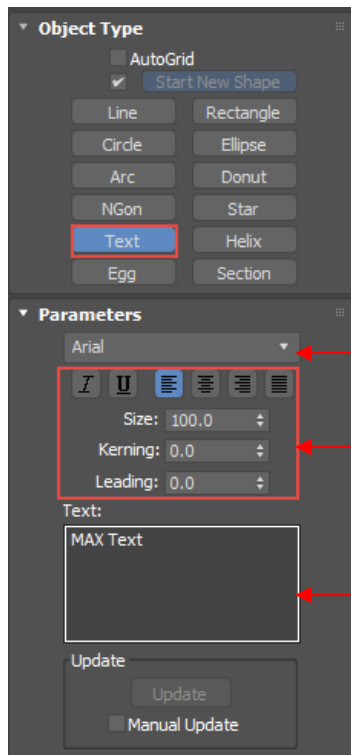 Object Type
AutoGrid
Start New Shape
Line Rectangle
Circle Ellipse
Arc Donut
NGon Star
Text Helix
Egg Section
Parameters
Arial
I U
Size: 100.0
Kerning: 0.0
Leading: 0.0
Text:
MAX Text
Update
Update
Manual Update